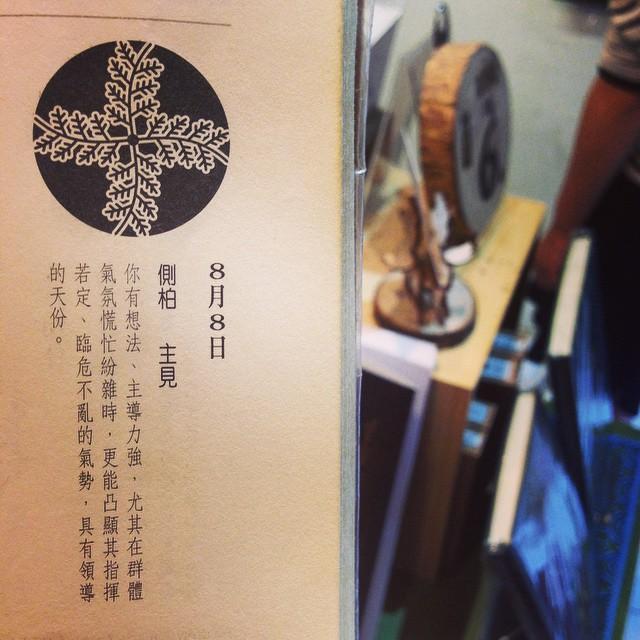 8月8日
側柏 主見
你有想法、主導力強，尤其在群體
氣氛慌忙紛雜時，更能凸顯其指揮
若定、臨危不亂的氣勢，具有領導
的天份。